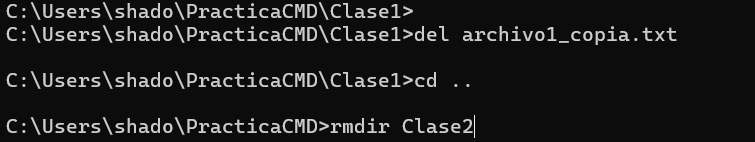 C:\Users\shado\PracticaCMD\Clase1>
C:\Users\shado\PracticaCMD\Clase1>del archivo1_copia.txt
C:\Users\shado\PracticaCMD\Clase1>cd ..
C:\Users\shado\PracticaCMD>rmdir Clase2